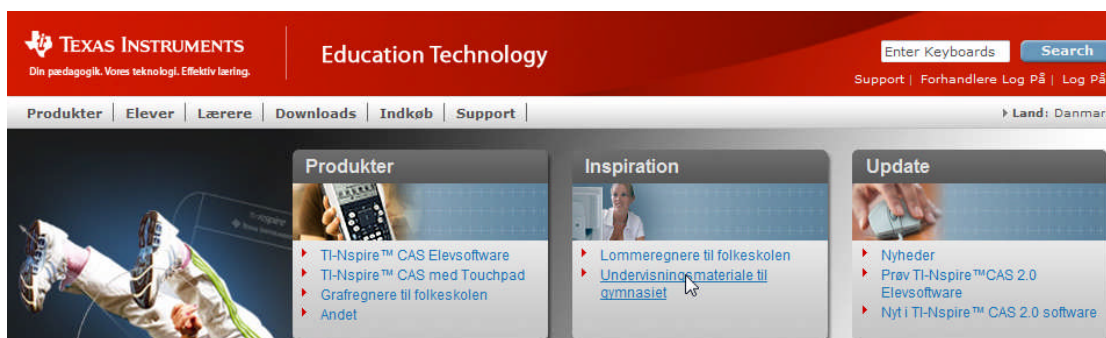 TEXAS INSTRUMENTS
Din pædagogik. Vores teknologi. Effektiv læring.
Education Technology
Enter Keyboards
Search
Support | Forhandlere Log På | Log På
Produkter | Elever | Lærere | Downloads | Indkøb | Support |
Land: Danmar
Produkter
TI-Nspire™ CAS Elevsoftware
TI-Nspire™ CAS med Touchpad
Grafregnere til folkeskolen
Andet
Inspiration
Lommeregnere til folkeskolen
Undervisningsmateriale til
gymnasiet
Update
Nyheder
Prøv TI-Nspire™CAS 2.0
Elevsoftware
Nyt i TI-Nspire™ CAS 2.0 software